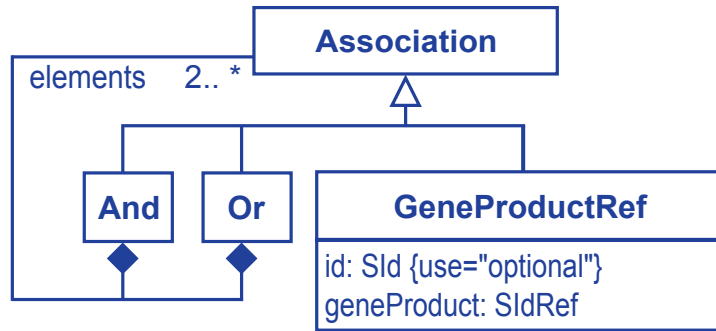 Association
elements 2.. *
And
Or
GeneProductRef
id: SId {use="optional"}
geneProduct: SIdRef